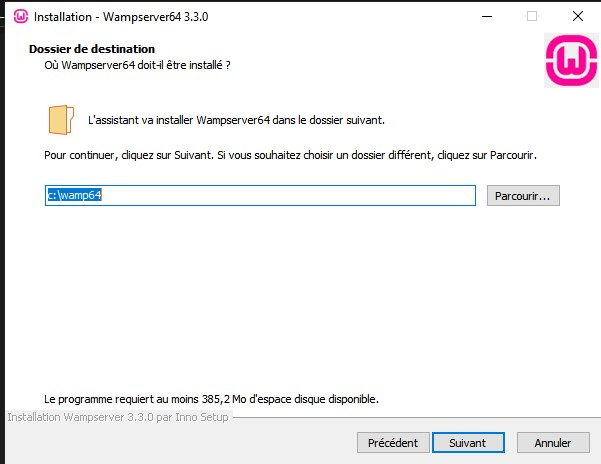 Installation - Wampserver64 3.3.0
Dossier de destination
Où Wampserver64 doit-il être installé ?
W
L'assistant va installer Wampserver64 dans le dossier suivant.
Pour continuer, cliquez sur Suivant. Si vous souhaitez choisir un dossier différent, cliquez sur Parcourir.
c:\wamp64
Parcourir...
Le programme requiert au moins 385,2 Mo d'espace disque disponible.
Installation Wampserver 3.3.0 par Inno Setup
Précédent
Suivant
Annuler